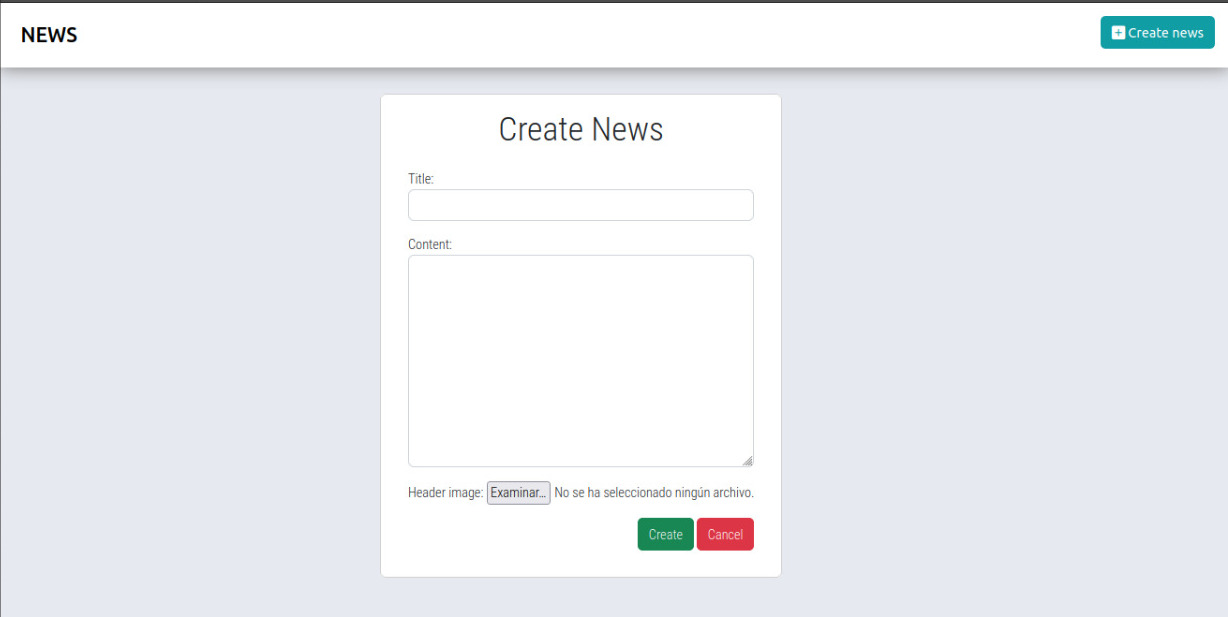 NEWS
Create news
Create News
Title:
Content:
Header image: Examinar... No se ha seleccionado ningún archivo.
Create Cancel